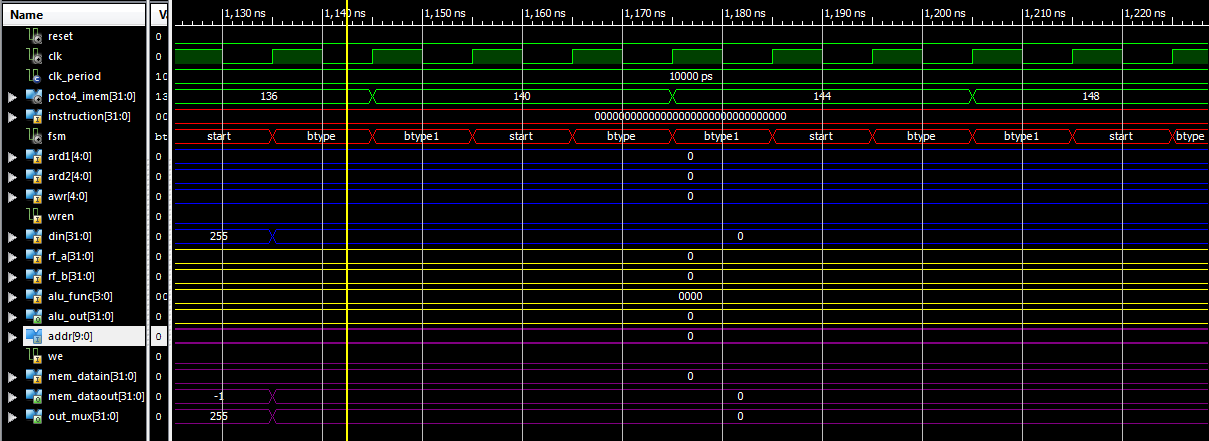 Name V 1,130 ns 1,140 ns 1,150 ns 1,160 ns 1,170 ns 1,180 ns 1,190 ns 1,200 ns 1,210 ns 1,220 ns
reset 0
clk 0
clk_period 10 10000 ps
pcto4_imem[31:0] 13 136 140 144 148
instruction[31:0] 00 00000000000000000000000000000000
fsm bt start btype btype1 start btype btype1 start btype btype1 start btype
ard1[4:0] 0 0
ard2[4:0] 0 0
awr[4:0] 0 0
wren 0
din[31:0] 0 255 0
rf_a[31:0] 0 0
rf_b[31:0] 0 0
alu_func[3:0] 00 0000
alu_out[31:0] 0 0
addr[9:0] 0 0
we 0
mem_datain[31:0] 0 0
mem_dataout[31:0] 0 -1 0
out_mux[31:0] 0 255 0